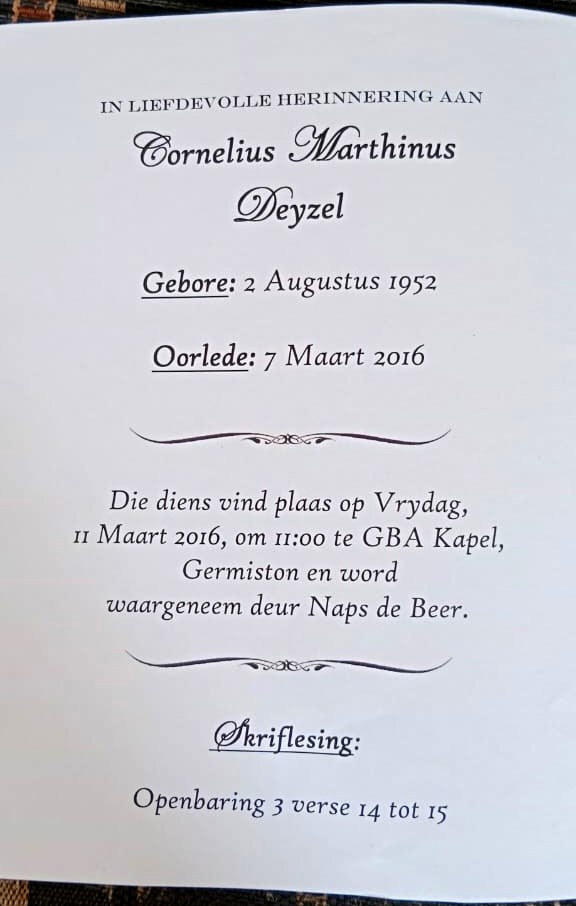 IN LIEFDEVOLLE HERINNERING AAN
Cornelius Marthinus
Deyzel
Gebore: 2 Augustus 1952
Oorlede: 7 Maart 2016
Die diens vind plaas op Vrydag,
11 Maart 2016, om 11:00 te GBA Kapel,
Germiston en word
waargeneem deur Naps de Beer.
Skriflesing:
Openbaring 3 verse 14 tot 15